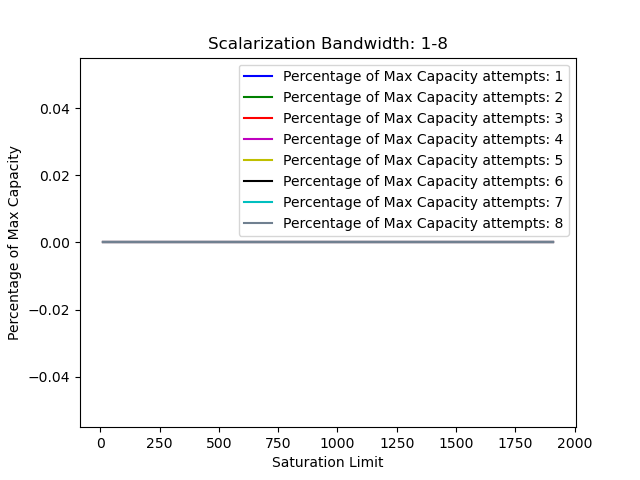 Scalarization Bandwidth: 1-8
Percentage of Max Capacity attempts: 1
Percentage of Max Capacity attempts: 2
Percentage of Max Capacity attempts: 3
Percentage of Max Capacity attempts: 4
Percentage of Max Capacity attempts: 5
Percentage of Max Capacity attempts: 6
Percentage of Max Capacity attempts: 7
Percentage of Max Capacity attempts: 8
Percentage of Max Capacity
0.04
0.02
0.00
−0.02
−0.04
0 250 500 750 1000 1250 1500 1750 2000
Saturation Limit